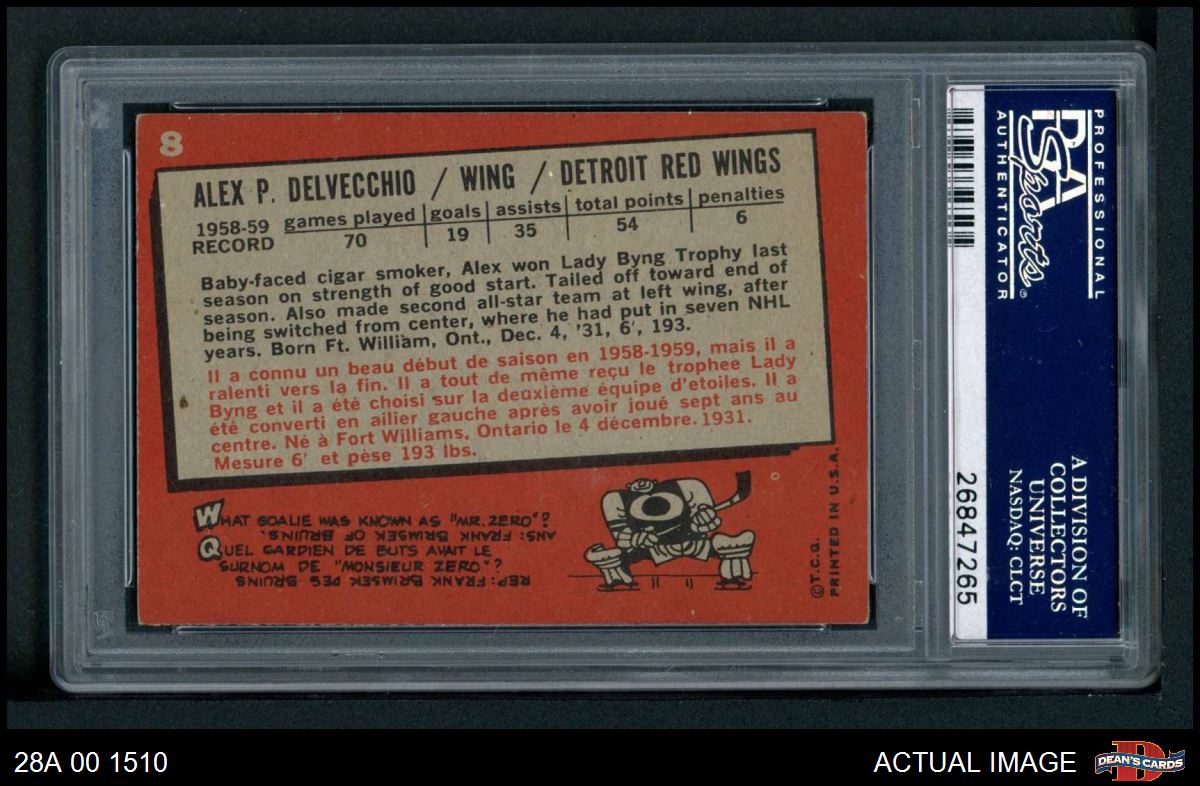 8
ALEX P. DELVECCHIO / WING / DETROIT RED WINGS
1958-59 RECORD
games played | goals | assists | total points | penalties
70 19 35 54 6
Baby-faced cigar smoker, Alex won Lady Byng Trophy last
season on strength of good start. Tailed off toward end of
season. Also made second all-star team at left wing, after
being switched from center, where he had put in seven NHL
years. Born Ft. William, Ont., Dec. 4, '31, 6', 193.
Il a connu un beau début de saison en 1958-1959, mais il a
ralenti vers la fin. Il a tout de même reçu le trophee Lady
Byng et il a été choisi sur la deuxième équipe d'etoiles. Il a
été converti en ailier gauche après avoir joué sept ans au
centre. Né à Fort Williams, Ontario le 4 décembre. 1931.
Mesure 6' et pèse 193 lbs.
WHAT GOALIE WAS KNOWN AS "MR. ZERO"?
ANS: FRANK BRIMSEK OF BRUINS.
QUEL GARDIEN DE BUTS AVAIT LE
SURNOM DE "MONSIEUR ZERO"?
REP: FRANK BRIMSEK DES BRUINS
©T.C.G.
PRINTED IN U.S.A.
PROFESSIONAL
PSA
Sports®
AUTHENTICATOR
A DIVISION OF
COLLECTORS
UNIVERSE
NASDAQ: CLCT
26847265
28A 00 1510
ACTUAL IMAGE
D
DEAN'S CARDS